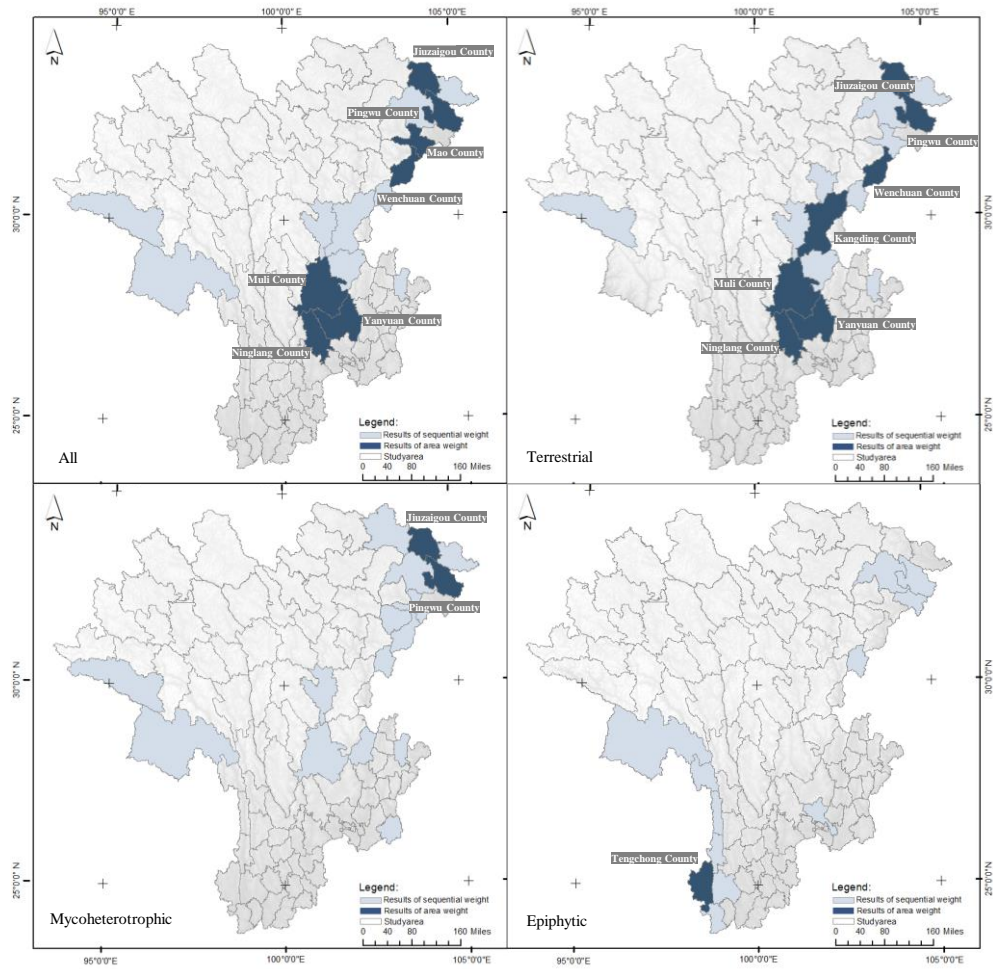 95°0'0" E
100°0'0" E
105°0'0" E
95°0'0" E
100°0'0" E
105°0'0" E
N
Jiuzaigou County
Pingwu County
Mao County
Wenchuan County
Muli County
Yanyuan County
Ninglang County
30°0'0" N
25°0'0" N
Legend:
Results of sequential weight
Results of area weight
Studyarea
0 40 80 160 Miles
All
N
Jiuzaigou County
Pingwu County
Wenchuan County
Kangding County
Muli County
Yanyuan County
Ninglang County
30°0'0" N
25°0'0" N
Legend:
Results of sequential weight
Results of area weight
Studyarea
0 40 80 160 Miles
Terrestrial
N
Jiuzaigou County
Pingwu County
30°0'0" N
25°0'0" N
Legend:
Results of sequential weight
Results of area weight
Studyarea
0 40 80 160 Miles
Mycoheterotrophic
N
Tengchong County
30°0'0" N
25°0'0" N
Legend:
Results of sequential weight
Results of area weight
Studyarea
0 40 80 160 Miles
Epiphytic
95°0'0" E
100°0'0" E
105°0'0" E
95°0'0" E
100°0'0" E
105°0'0" E